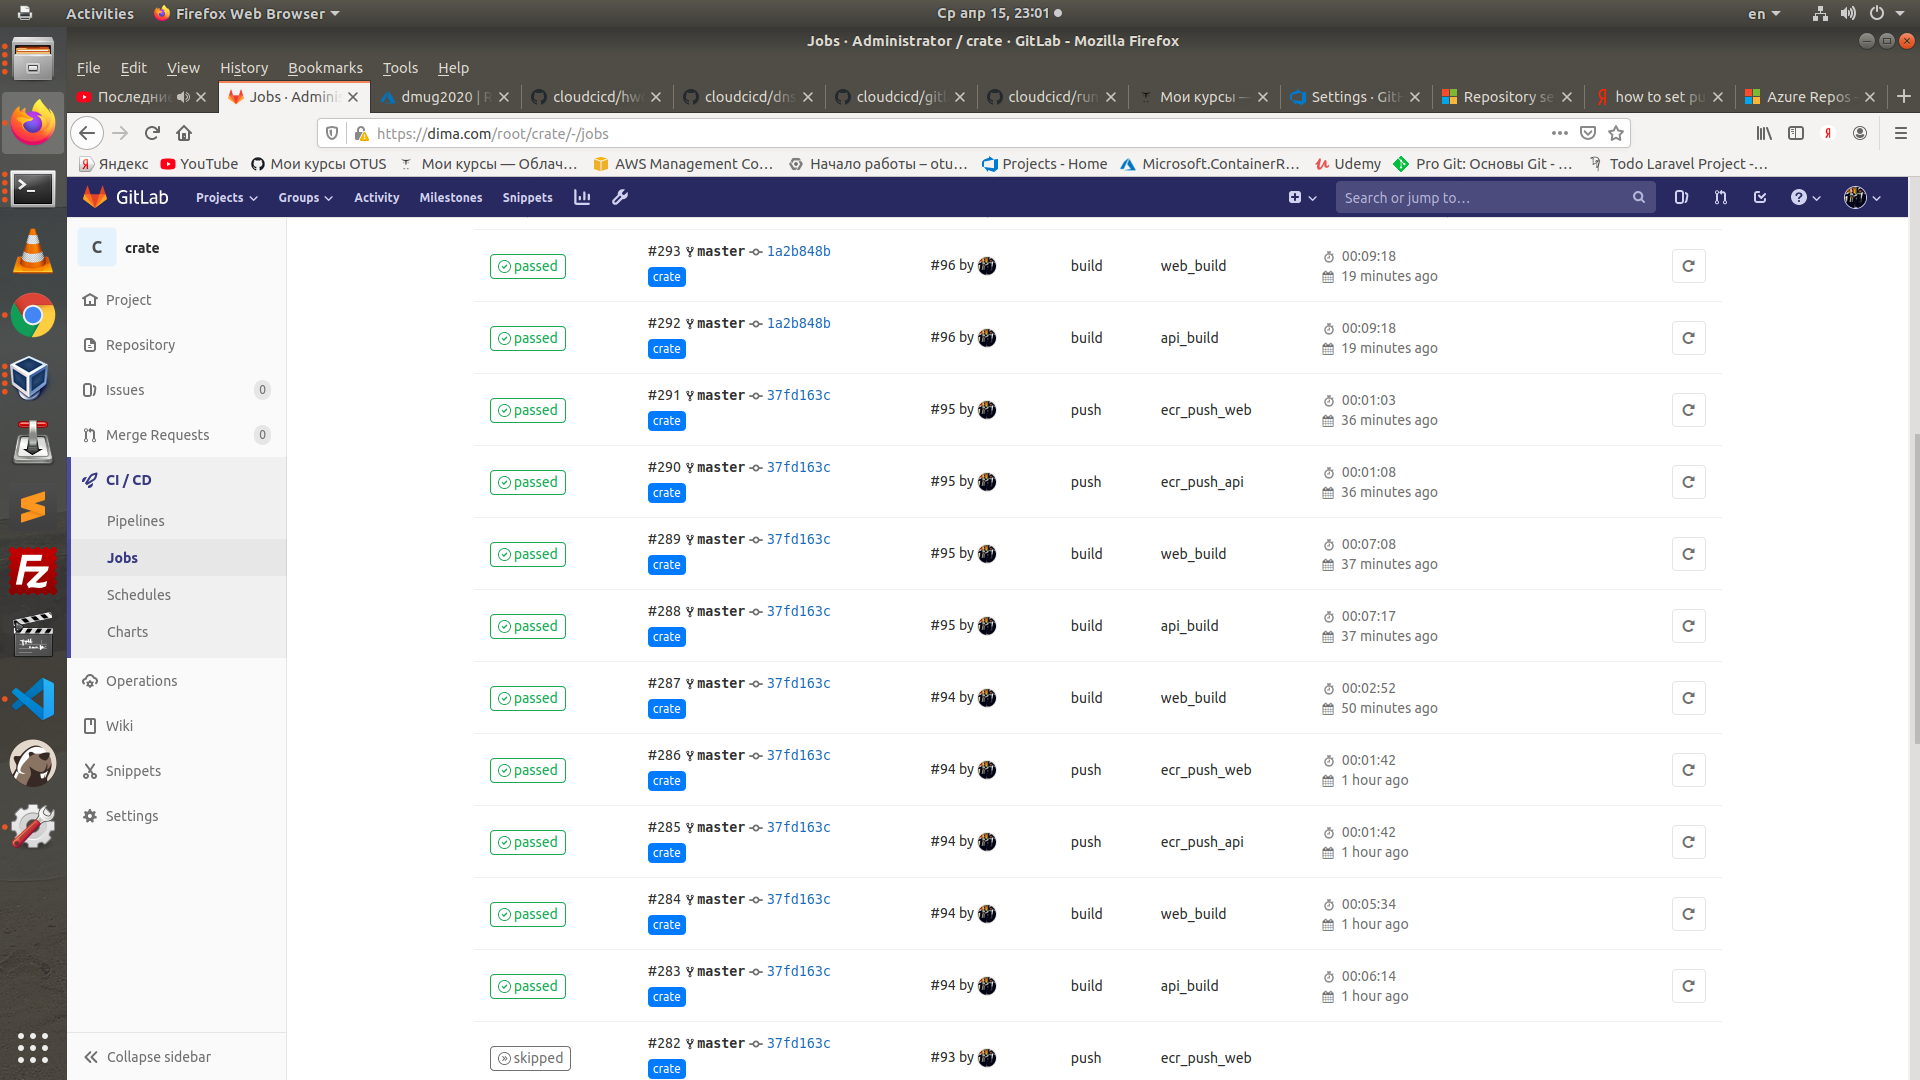 Activities Firefox Web Browser Ср апр 15, 23:01 en
Jobs · Administrator / crate · GitLab - Mozilla Firefox
File Edit View History Bookmarks Tools Help
Последни Jobs · Admini dmug2020 | R cloudcicd/hw cloudcicd/dns cloudcicd/gitl cloudcicd/run Мои курсы — Settings · Gitl Repository se how to set pu Azure Repos -
https://dima.com/root/crate/-/jobs
Яндекс YouTube Мои курсы OTUS Мои курсы — Облач… AWS Management Co… Начало работы – otu… Projects - Home Microsoft.ContainerR… Udemy Pro Git: Основы Git - … Todo Laravel Project -…
GitLab Projects Groups Activity Milestones Snippets Search or jump to…
C crate
Project
Repository
Issues 0
Merge Requests 0
CI / CD
Pipelines
Jobs
Schedules
Charts
Operations
Wiki
Snippets
Settings
Collapse sidebar
passed #293 master 1a2b848b #96 by build web_build 00:09:18
crate 19 minutes ago
passed #292 master 1a2b848b #96 by build api_build 00:09:18
crate 19 minutes ago
passed #291 master 37fd163c #95 by push ecr_push_web 00:01:03
crate 36 minutes ago
passed #290 master 37fd163c #95 by push ecr_push_api 00:01:08
crate 36 minutes ago
passed #289 master 37fd163c #95 by build web_build 00:07:08
crate 37 minutes ago
passed #288 master 37fd163c #95 by build api_build 00:07:17
crate 37 minutes ago
passed #287 master 37fd163c #94 by build web_build 00:02:52
crate 50 minutes ago
passed #286 master 37fd163c #94 by push ecr_push_web 00:01:42
crate 1 hour ago
passed #285 master 37fd163c #94 by push ecr_push_api 00:01:42
crate 1 hour ago
passed #284 master 37fd163c #94 by build web_build 00:05:34
crate 1 hour ago
passed #283 master 37fd163c #94 by build api_build 00:06:14
crate 1 hour ago
skipped #282 master 37fd163c #93 by push ecr_push_web
crate